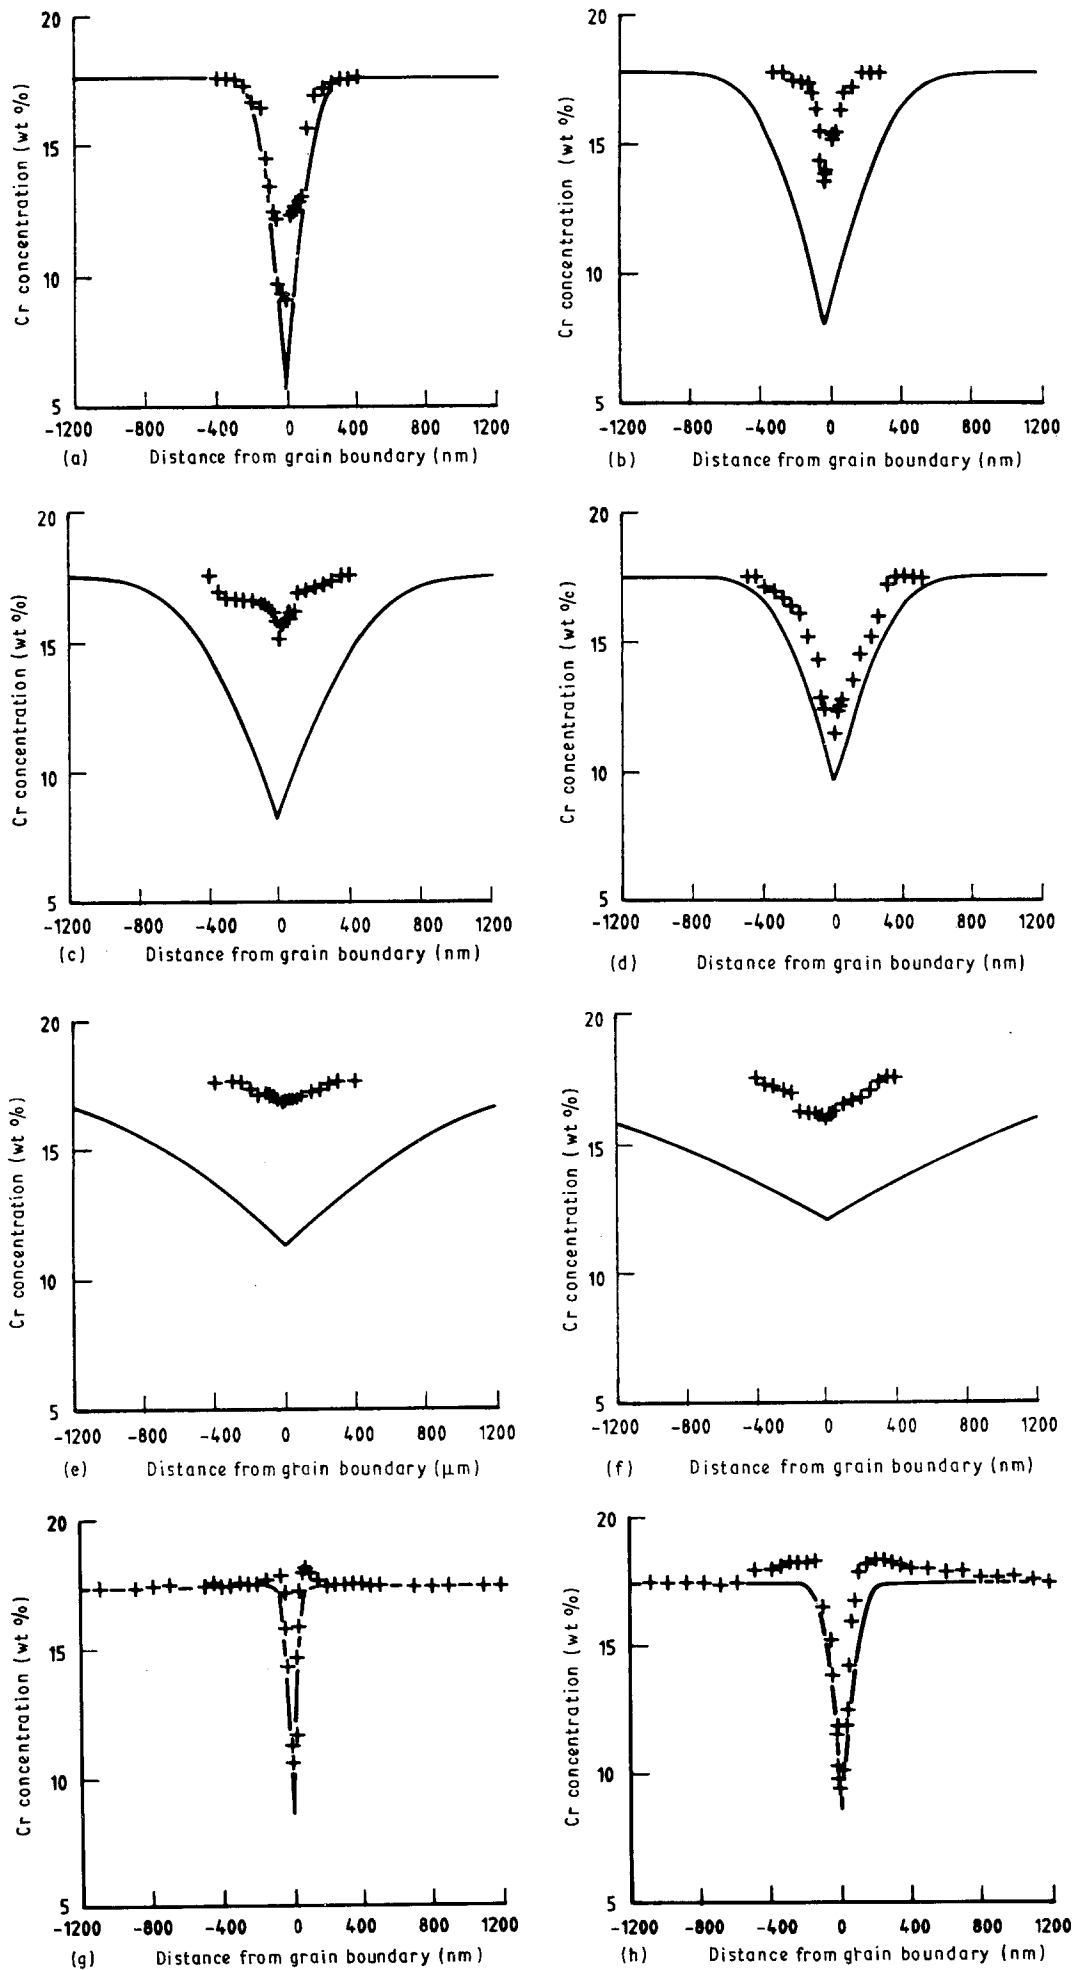 20
15
10
5
Cr concentration (wt %)
-1200 -800 -400 0 400 800 1200
(a) Distance from grain boundary (nm)
20
15
10
5
Cr concentration (wt %)
-1200 -800 -400 0 400 800 1200
(b) Distance from grain boundary (nm)
20
15
10
5
Cr concentration (wt %)
-1200 -800 -400 0 400 800 1200
(c) Distance from grain boundary (nm)
20
15
10
5
Cr concentration (wt %)
-1200 -800 -400 0 400 800 1200
(d) Distance from grain boundary (nm)
20
15
10
5
Cr concentration (wt %)
-1200 -800 -400 0 400 800 1200
(e) Distance from grain boundary (μm)
20
15
10
5
Cr concentration (wt %)
-1200 -800 -400 0 400 800 1200
(f) Distance from grain boundary (nm)
20
15
10
5
Cr concentration (wt %)
-1200 -800 -400 0 400 800 1200
(g) Distance from grain boundary (nm)
20
15
10
5
Cr concentration (wt %)
-1200 -800 -400 0 400 800 1200
(h) Distance from grain boundary (nm)